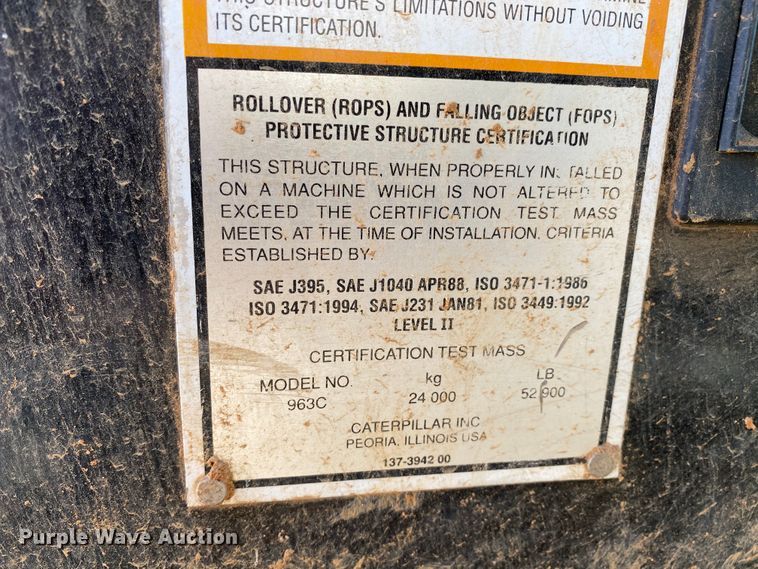 STRUCTURE'S LIMITATIONS WITHOUT VOIDING
ITS CERTIFICATION.
ROLLOVER (ROPS) AND FALLING OBJECT (FOPS)
PROTECTIVE STRUCTURE CERTIFICATION
THIS STRUCTURE, WHEN PROPERLY INSTALLED
ON A MACHINE WHICH IS NOT ALTERED TO
EXCEED THE CERTIFICATION TEST MASS
MEETS, AT THE TIME OF INSTALLATION, CRITERIA
ESTABLISHED BY:
SAE J395, SAE J1040 APR88, ISO 3471-1:1986
ISO 3471:1994, SAE J231 JAN81, ISO 3449:1992
LEVEL II
CERTIFICATION TEST MASS
MODEL NO. kg LB
963C 24 000 52 900
CATERPILLAR INC
PEORIA, ILLINOIS USA
137-3942 00
Purple Wave Auction